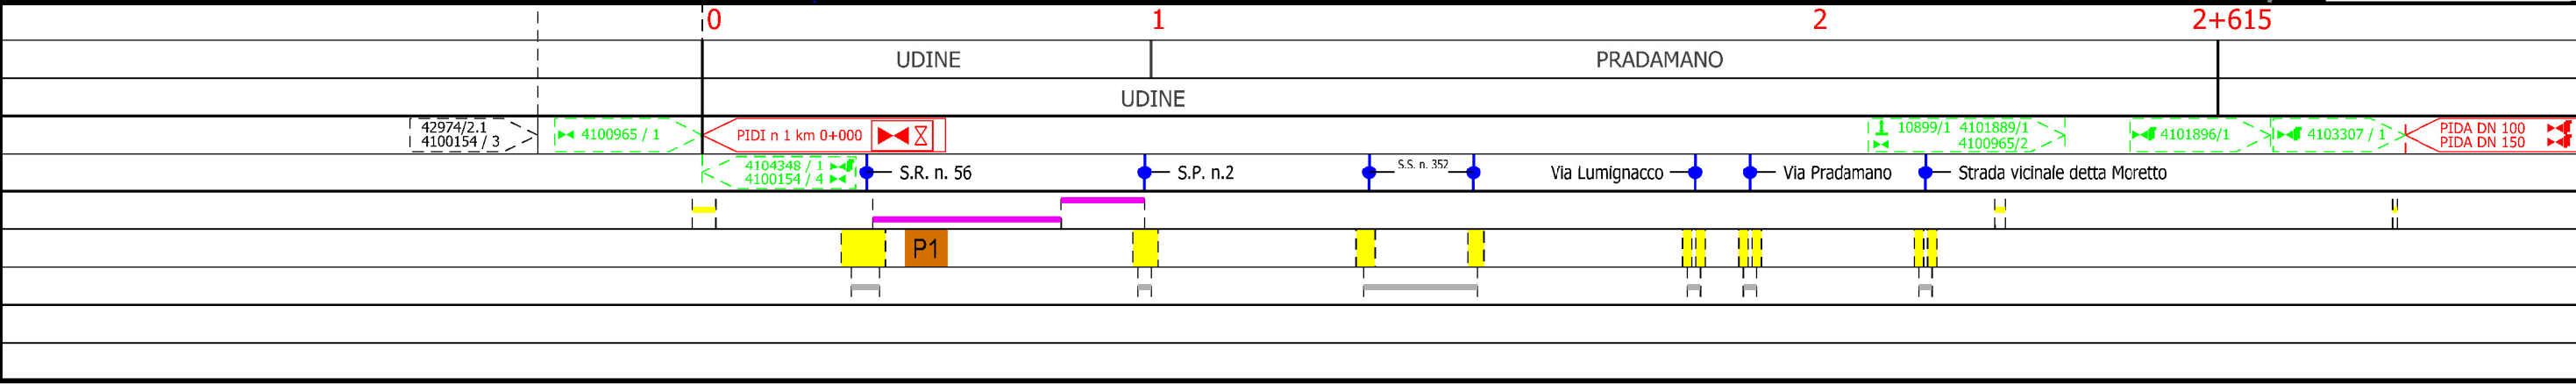 0 1 2 2+615
UDINE PRADAMANO
UDINE
42974/2.1
4100154 / 3
4100965 / 1
PIDI n 1 km 0+000
10899/1 4101889/1
4100965/2
4101896/1
4103307 / 1
PIDA DN 100
PIDA DN 150
4104348 / 1
4100154 / 4
S.R. n. 56
S.P. n.2
S.S. n. 352
Via Lumignacco
Via Pradamano
Strada vicinale detta Moretto
P1